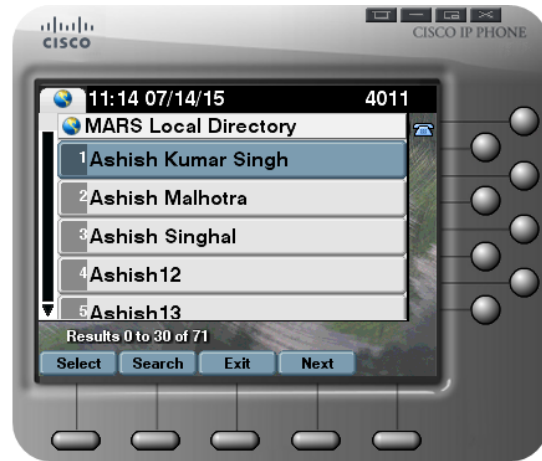 CISCO
CISCO IP PHONE
11:14 07/14/15 4011
MARS Local Directory
1 Ashish Kumar Singh
2 Ashish Malhotra
3 Ashish Singhal
4 Ashish12
5 Ashish13
Results 0 to 30 of 71
Select Search Exit Next